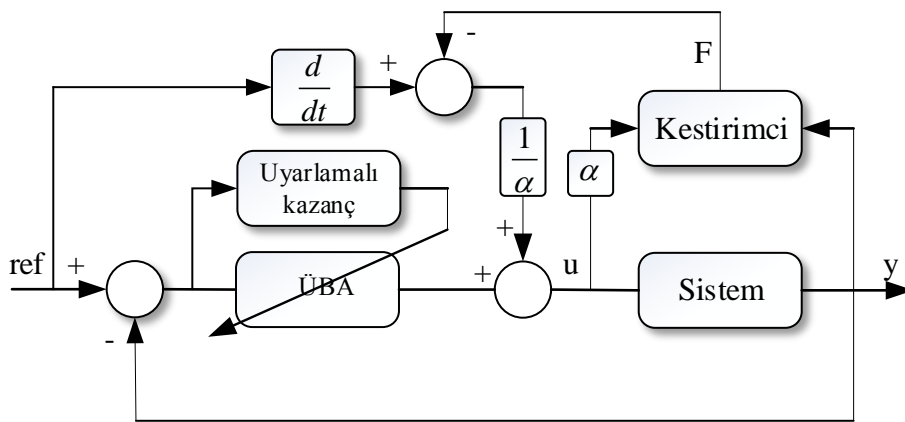 -
F
d
dt
+
Kestirimci
1
α
α
Uyarlamalı
kazanç
+
ref
+
ÜBA
+
u
Sistem
y
-